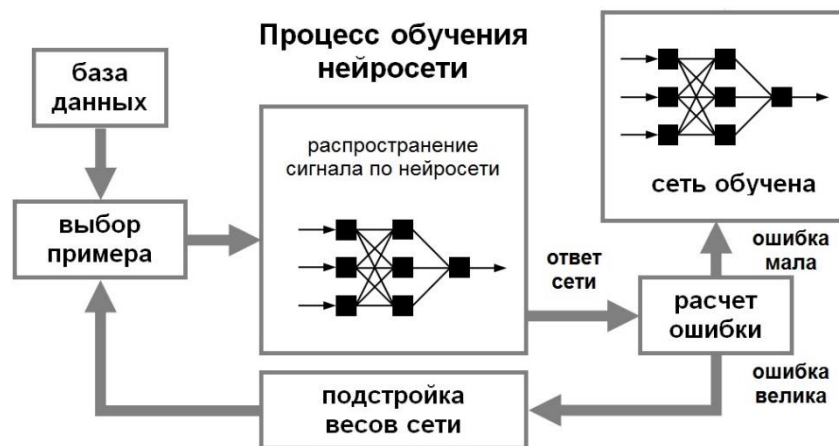 Процесс обучения
нейросети
база
данных
выбор
примера
распространение
сигнала по нейросети
ответ
сети
расчет
ошибки
ошибка
мала
сеть обучена
ошибка
велика
подстройка
весов сети